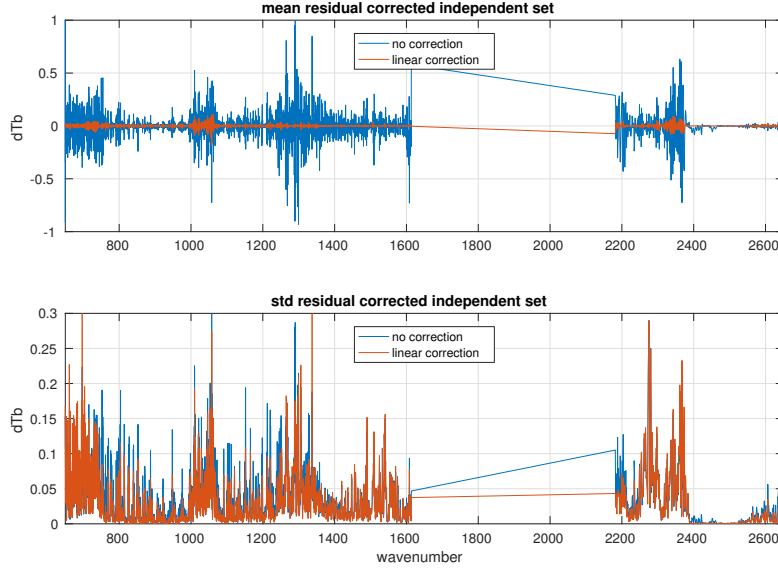 mean residual corrected independent set
1
0.5
0
-0.5
-1
dTb
no correction
linear correction
800 1000 1200 1400 1600 1800 2000 2200 2400 2600
std residual corrected independent set
0.3
0.25
0.2
0.15
0.1
0.05
0
dTb
no correction
linear correction
800 1000 1200 1400 1600 1800 2000 2200 2400 2600
wavenumber